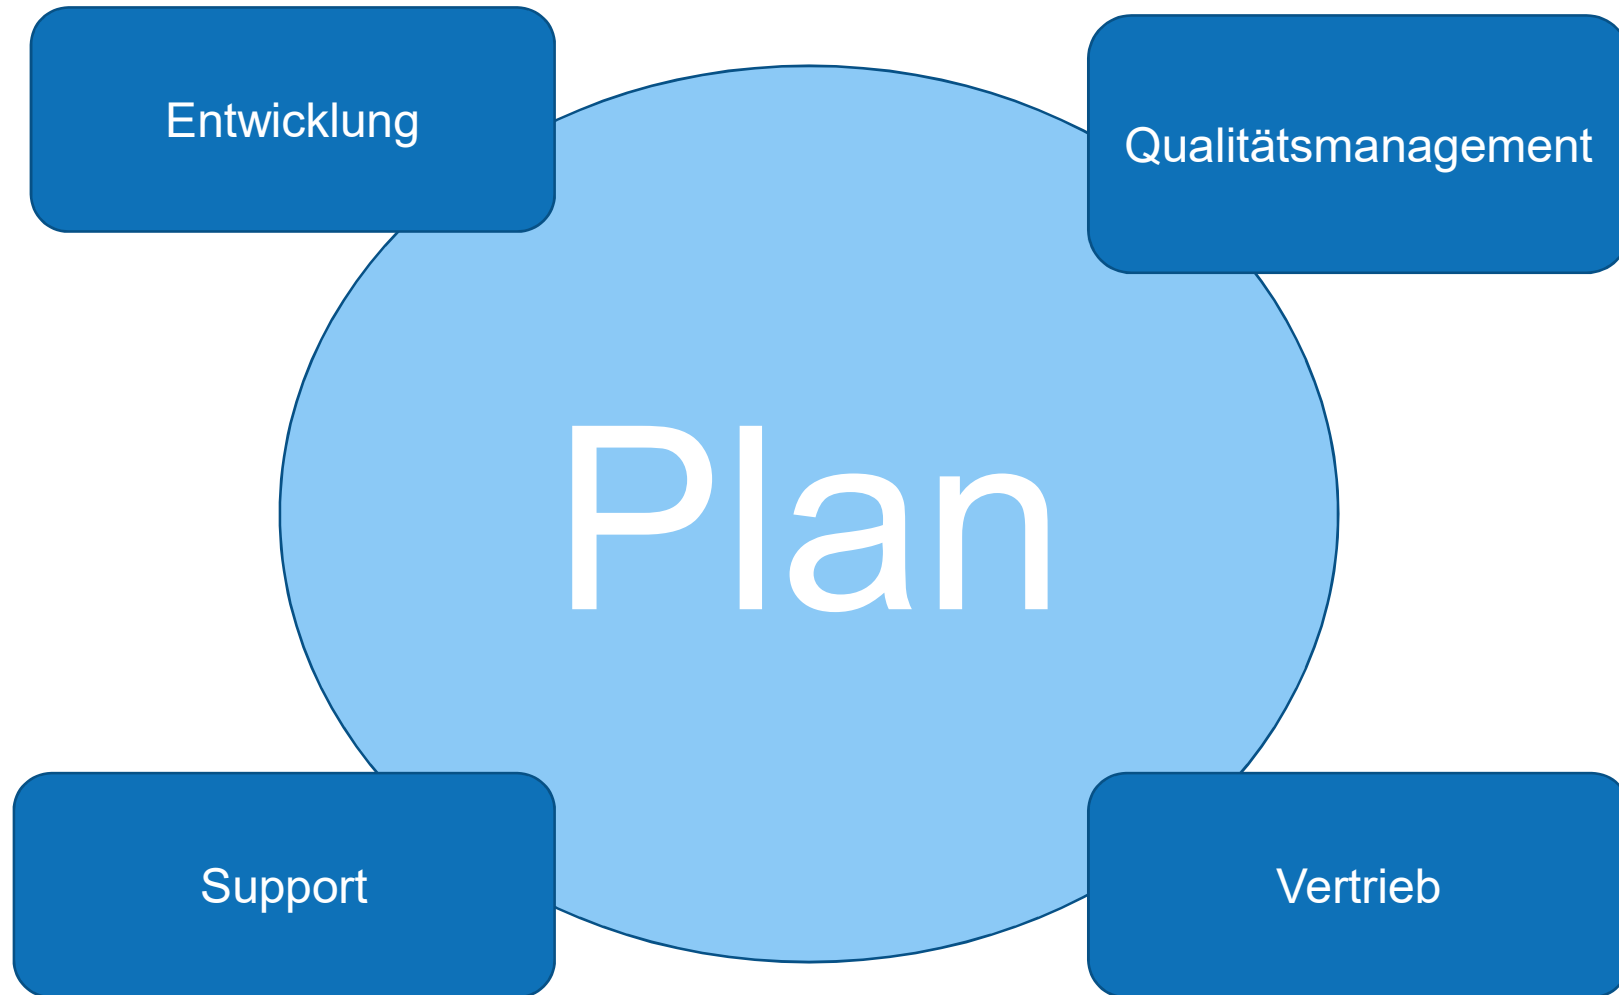 Entwicklung
Qualitätsmanagement
Plan
Support
Vertrieb